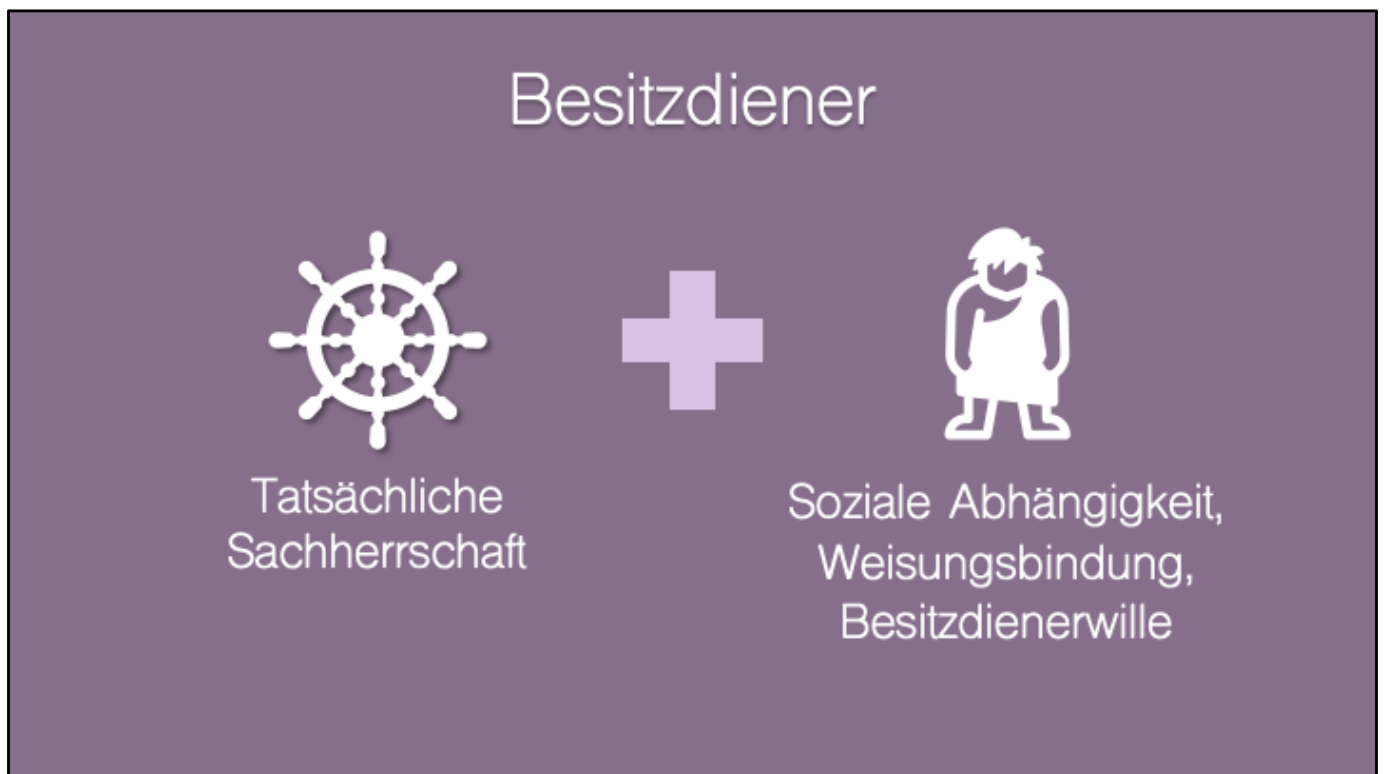 Besitzdiener
Tatsächliche
Sachherrschaft
Soziale Abhängigkeit,
Weisungsbindung,
Besitzdienerwille